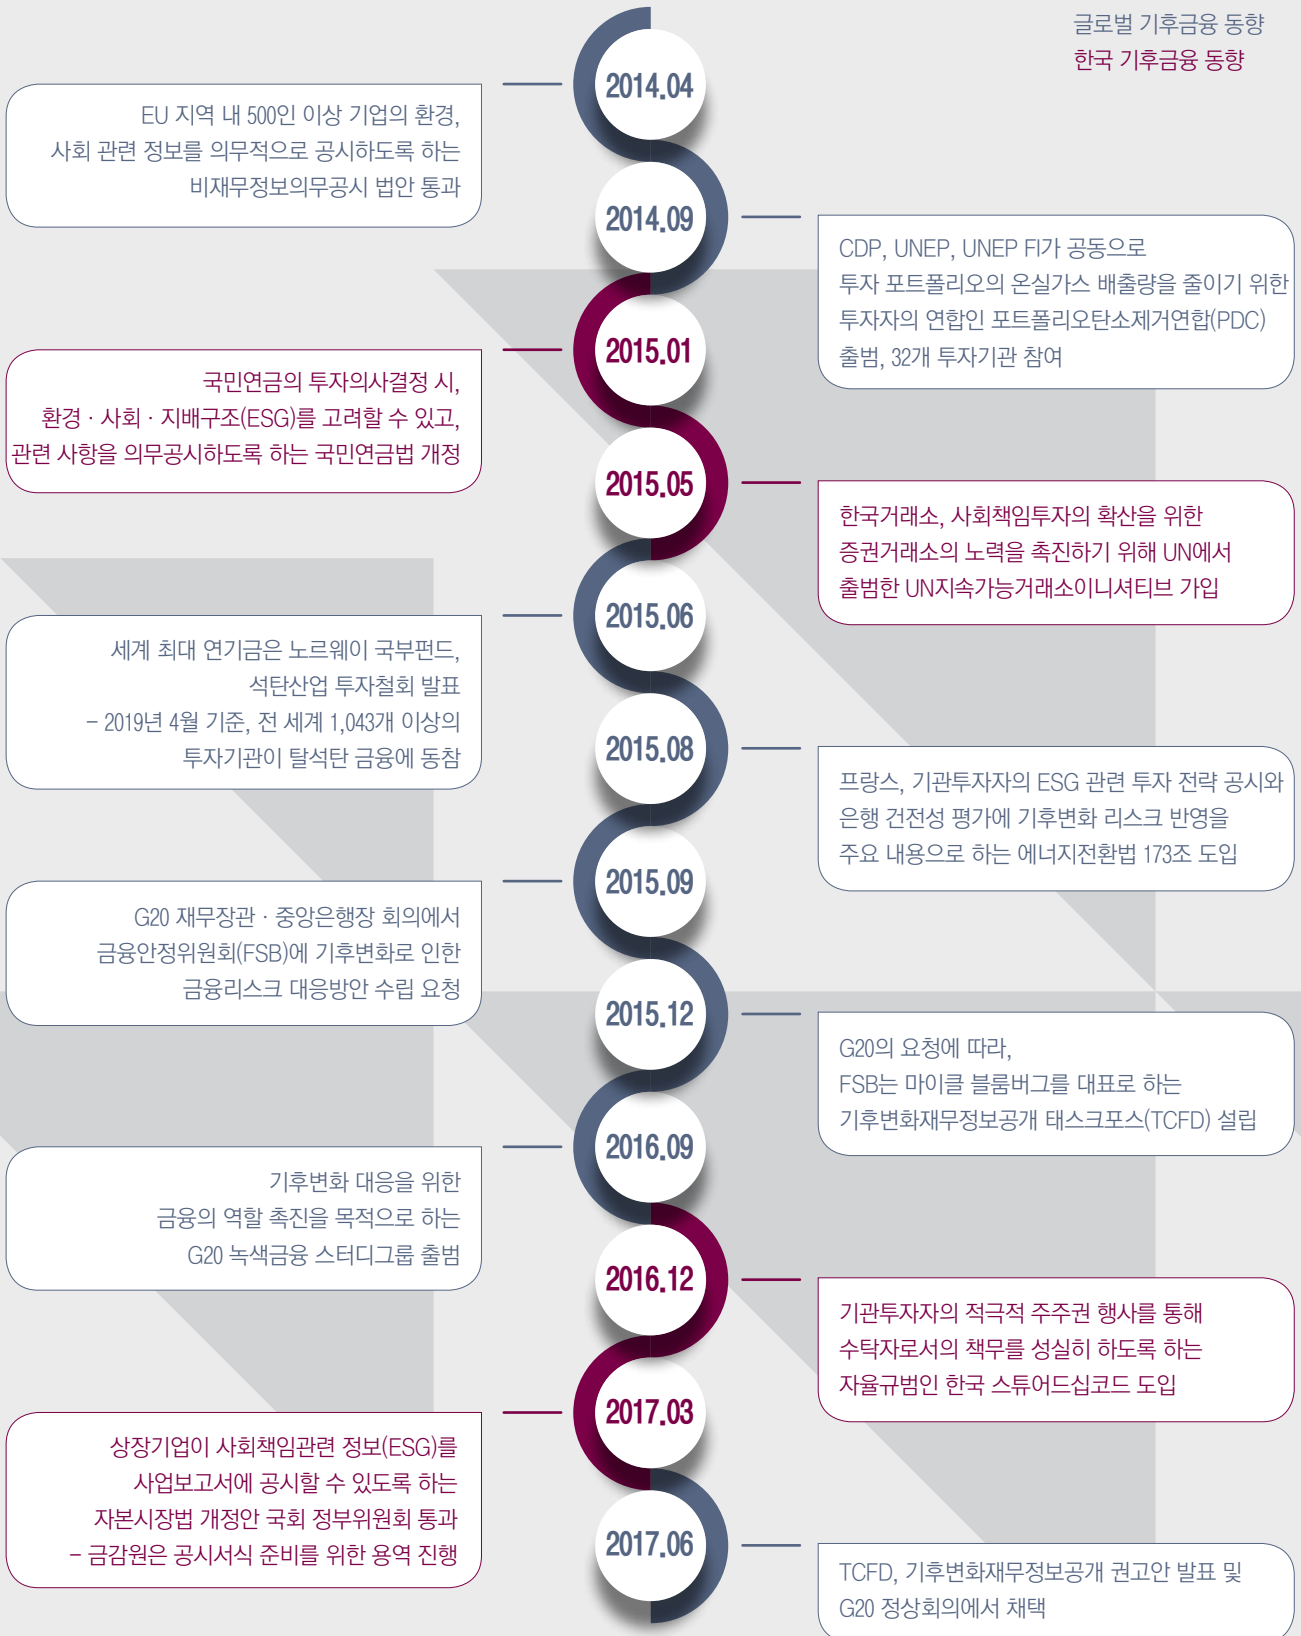 글로벌 기후금융 동향
한국 기후금융 동향
2014.04
EU 지역 내 500인 이상 기업의 환경,
사회 관련 정보를 의무적으로 공시하도록 하는
비재무정보의무공시 법안 통과
2014.09
CDP, UNEP, UNEP FI가 공동으로
투자 포트폴리오의 온실가스 배출량을 줄이기 위한
투자자의 연합인 포트폴리오탄소제거연합(PDC)
출범, 32개 투자기관 참여
2015.01
국민연금의 투자의사결정 시,
환경 · 사회 · 지배구조(ESG)를 고려할 수 있고,
관련 사항을 의무공시하도록 하는 국민연금법 개정
2015.05
한국거래소, 사회책임투자의 확산을 위한
증권거래소의 노력을 촉진하기 위해 UN에서
출범한 UN지속가능거래소이니셔티브 가입
2015.06
세계 최대 연기금은 노르웨이 국부펀드,
석탄산업 투자철회 발표
– 2019년 4월 기준, 전 세계 1,043개 이상의
투자기관이 탈석탄 금융에 동참
2015.08
프랑스, 기관투자자의 ESG 관련 투자 전략 공시와
은행 건전성 평가에 기후변화 리스크 반영을
주요 내용으로 하는 에너지전환법 173조 도입
2015.09
G20 재무장관 · 중앙은행장 회의에서
금융안정위원회(FSB)에 기후변화로 인한
금융리스크 대응방안 수립 요청
2015.12
G20의 요청에 따라,
FSB는 마이클 블룸버그를 대표로 하는
기후변화재무정보공개 태스크포스(TCFD) 설립
2016.09
기후변화 대응을 위한
금융의 역할 촉진을 목적으로 하는
G20 녹색금융 스터디그룹 출범
2016.12
기관투자자의 적극적 주주권 행사를 통해
수탁자로서의 책무를 성실히 하도록 하는
자율규범인 한국 스튜어드십코드 도입
2017.03
상장기업이 사회책임관련 정보(ESG)를
사업보고서에 공시할 수 있도록 하는
자본시장법 개정안 국회 정부위원회 통과
– 금감원은 공시서식 준비를 위한 용역 진행
2017.06
TCFD, 기후변화재무정보공개 권고안 발표 및
G20 정상회의에서 채택